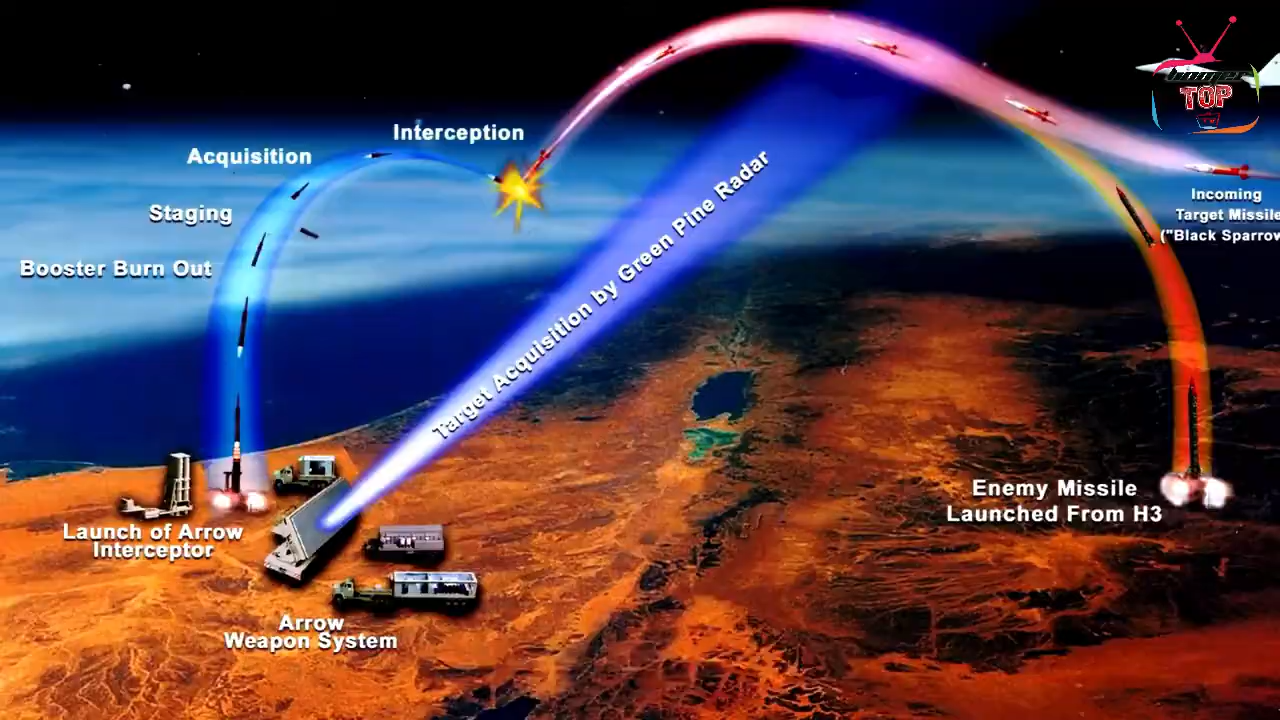 Interception
Acquisition
Staging
Booster Burn Out
Target Acquisition by Green Pine Radar
Incoming
Target Missile
("Black Sparrow
Enemy Missile
Launched From H3
Launch of Arrow
Interceptor
Arrow
Weapon System
TOP